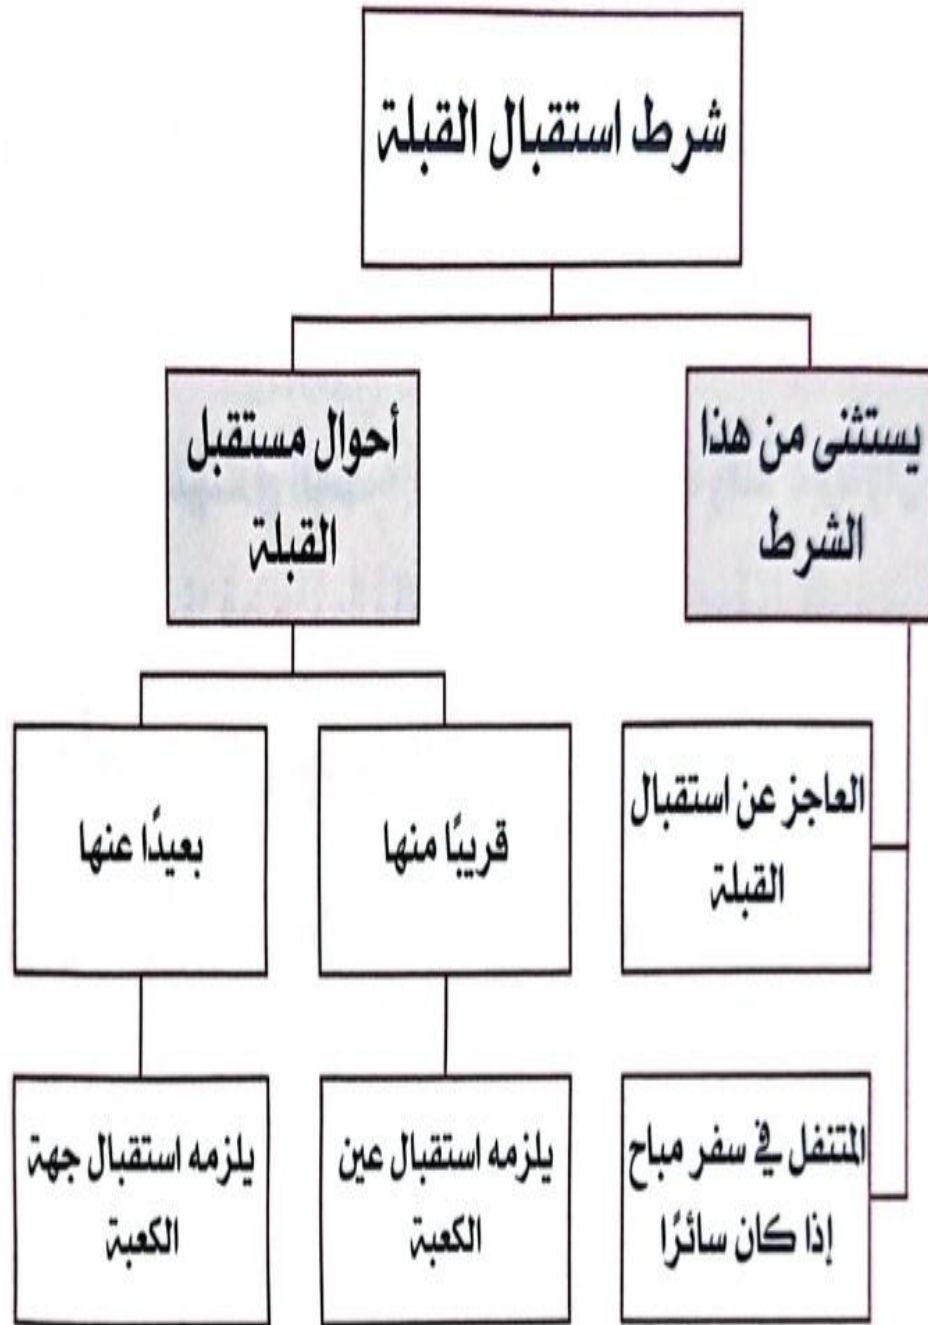 شرط استقبال القبلة
يستثنى من هذا
الشرط
أحوال مستقبل
القبلة
العاجز عن استقبال
القبلة
قريبًا منها
بعيدًا عنها
المتنفل في سفر مباح
إذا كان سائرًا
يلزمه استقبال عين
الكعبة
يلزمه استقبال جهة
الكعبة